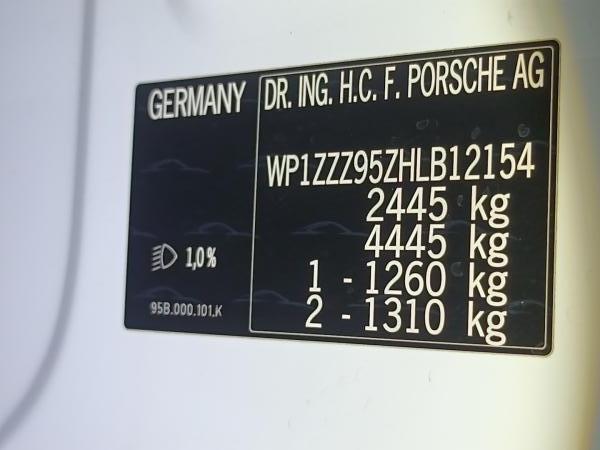 GERMANY
1,0%
95B.000.101.K
DR. ING. H.C. F. PORSCHE AG
WP1ZZZ95ZHLB12154
2445 kg
4445 kg
1 - 1260 kg
2 - 1310 kg